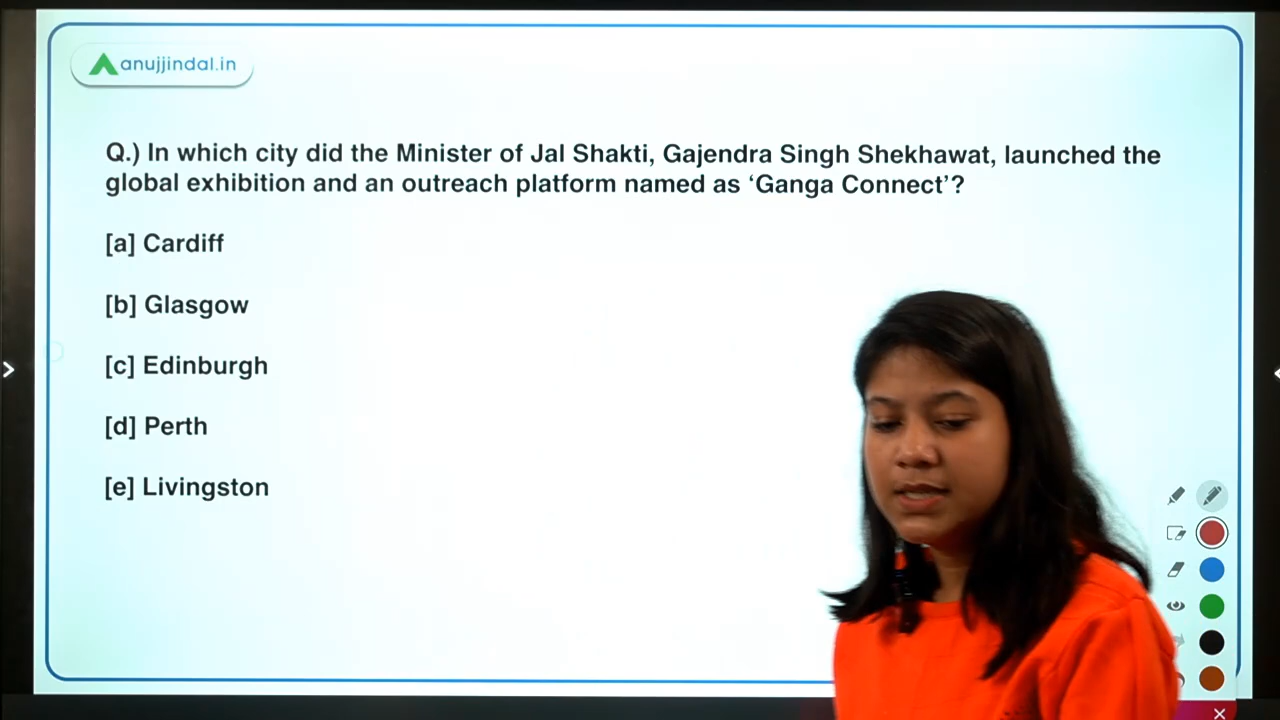 anujjindal.in
Q.) In which city did the Minister of Jal Shakti, Gajendra Singh Shekhawat, launched the
global exhibition and an outreach platform named as ‘Ganga Connect’?
[a] Cardiff
[b] Glasgow
[c] Edinburgh
[d] Perth
[e] Livingston